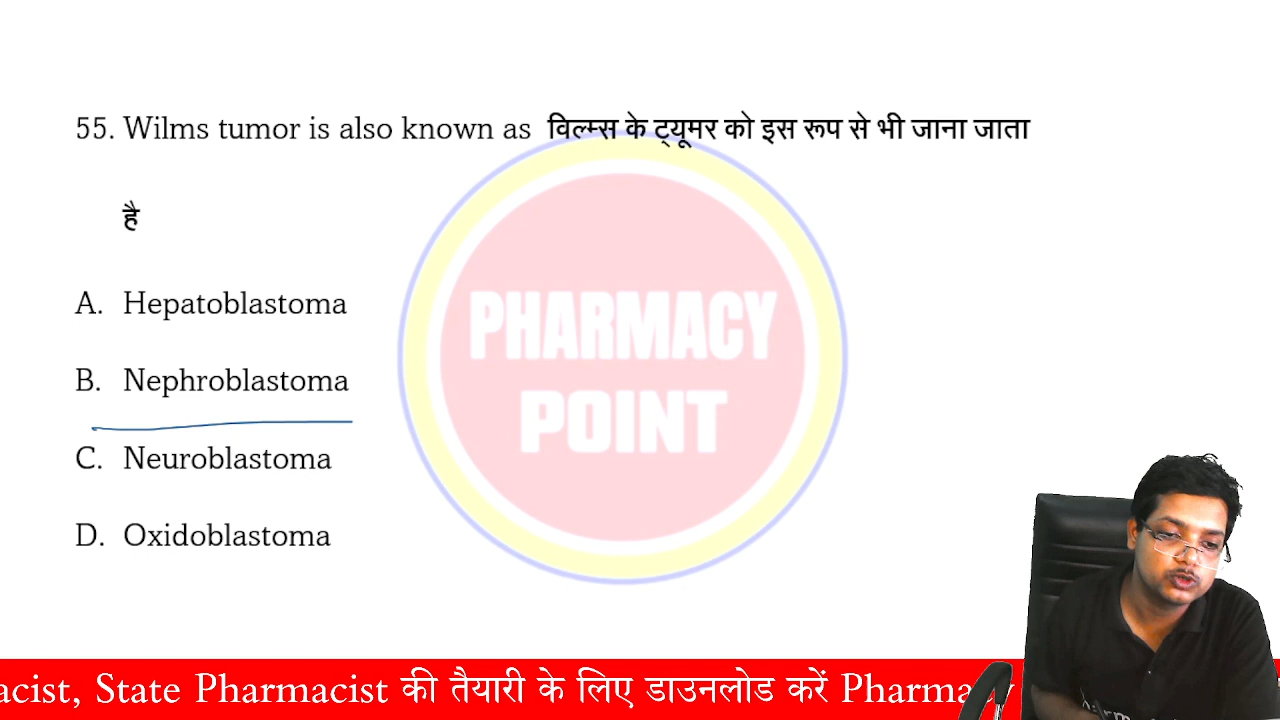 55. Wilms tumor is also known as विल्म्स के ट्यूमर को इस रूप से भी जाना जाता
है
A. Hepatoblastoma
B. Nephroblastoma
C. Neuroblastoma
D. Oxidoblastoma
PHARMACY
POINT
acist, State Pharmacist की तैयारी के लिए डाउनलोड करें Pharmacy